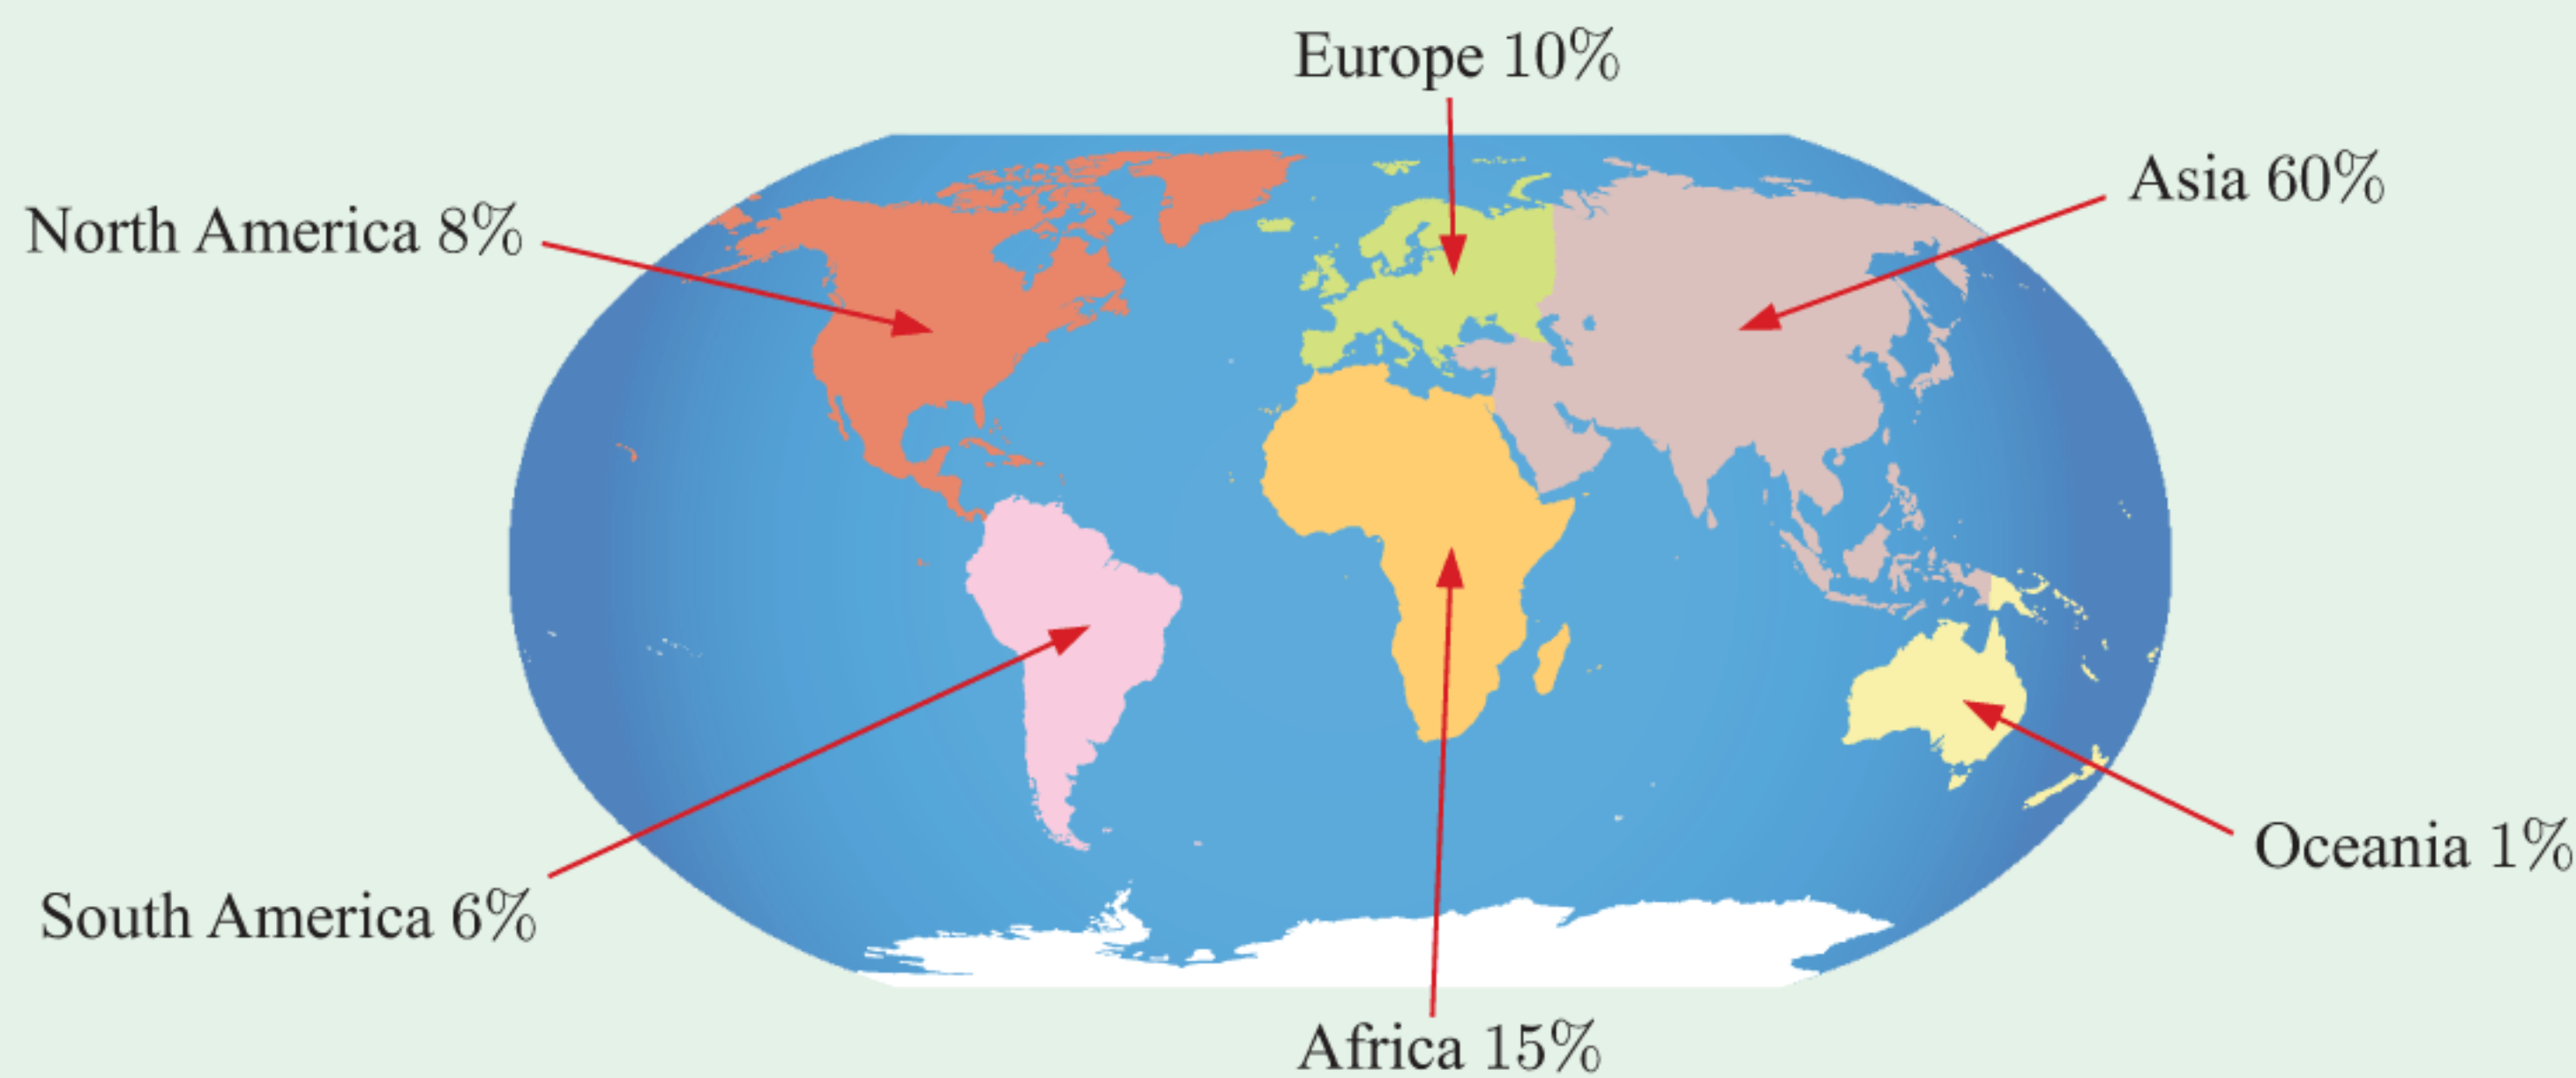 Europe 10%
Asia 60%
North America 8%
Oceania 1%
South America 6%
Africa 15%